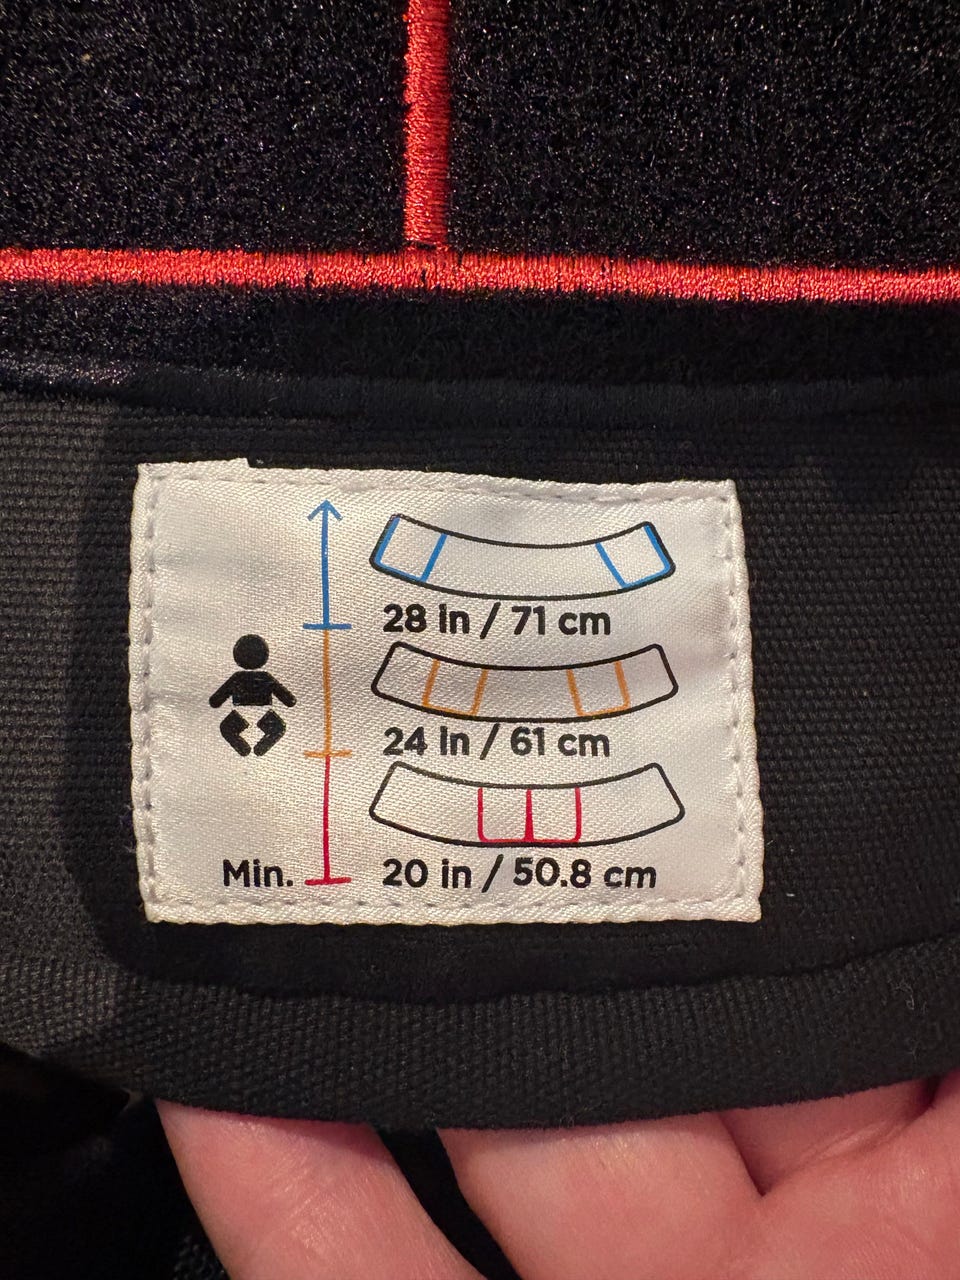 28 in / 71 cm
24 in / 61 cm
Min. 20 in / 50.8 cm